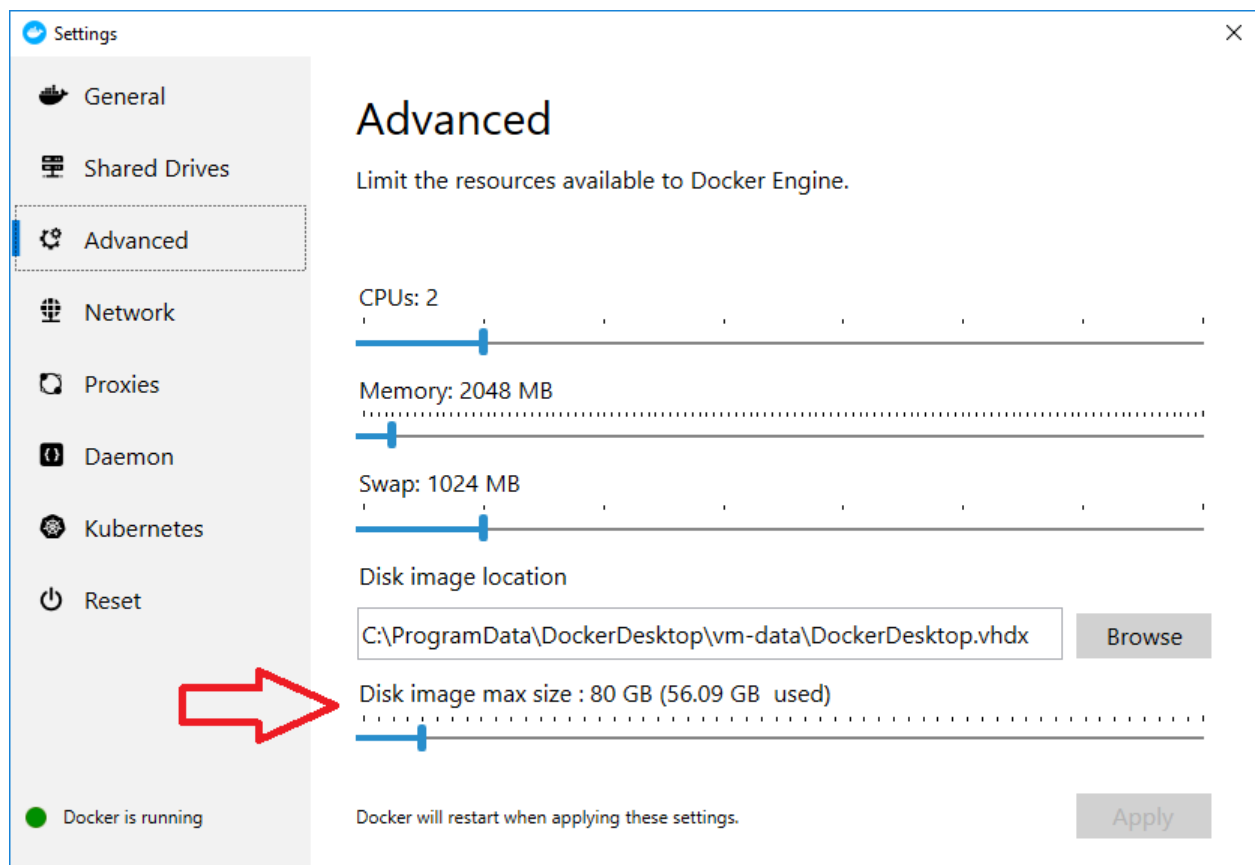 Settings
General
Shared Drives
Advanced
Network
Proxies
Daemon
Kubernetes
Reset
Docker is running
Advanced
Limit the resources available to Docker Engine.
CPUs: 2
Memory: 2048 MB
Swap: 1024 MB
Disk image location
C:\ProgramData\DockerDesktop\vm-data\DockerDesktop.vhdx
Browse
Disk image max size : 80 GB (56.09 GB  used)
Docker will restart when applying these settings.
Apply